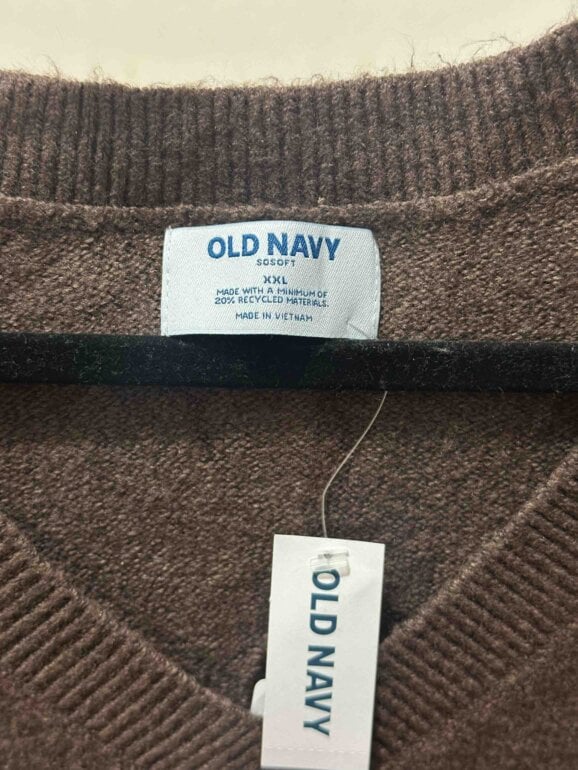 OLD NAVY
SOSOFT
XXL
MADE WITH A MINIMUM OF
20% RECYCLED MATERIALS.
MADE IN VIETNAM
OLD NAVY